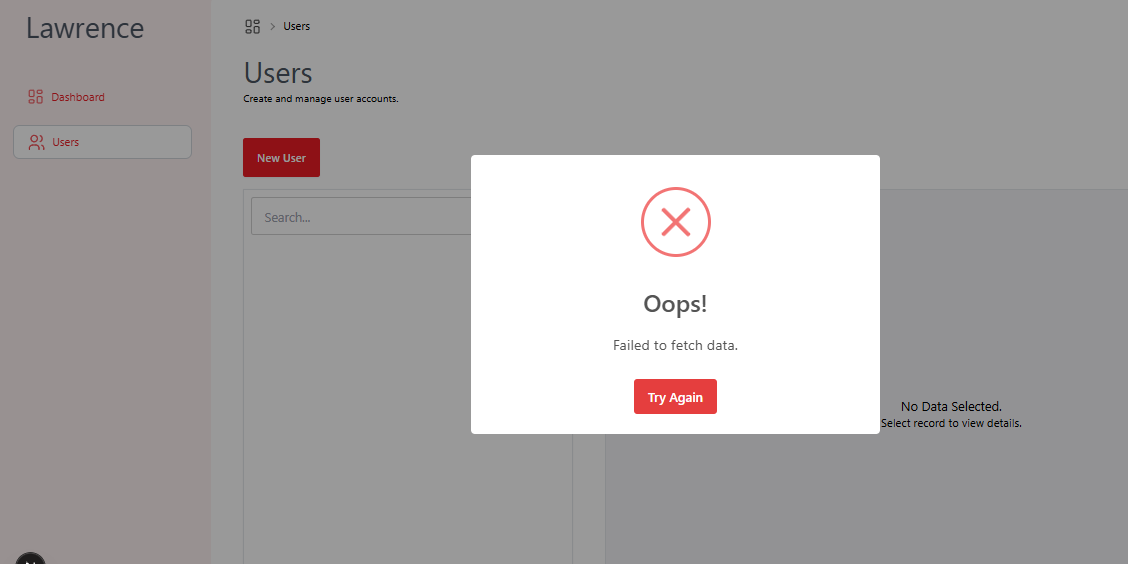 Lawrence
Dashboard
Users
Users
Users
Create and manage user accounts.
New User
Search...
Oops!
Failed to fetch data.
Try Again
No Data Selected.
Select record to view details.